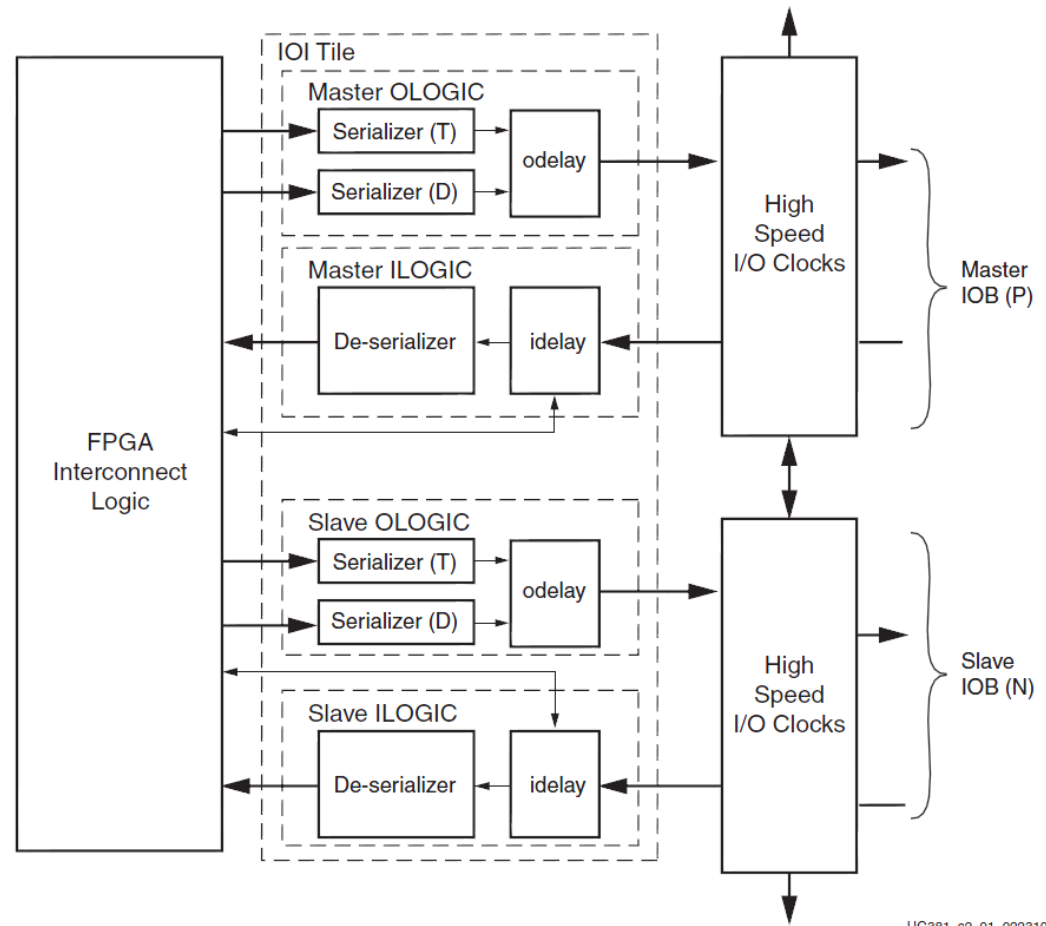 IOI Tile
Master OLOGIC
Serializer (T)
Serializer (D)
odelay
Master ILOGIC
De-serializer
idelay
FPGA
Interconnect
Logic
High
Speed
I/O Clocks
Master
IOB (P)
Slave OLOGIC
Serializer (T)
Serializer (D)
odelay
Slave ILOGIC
De-serializer
idelay
High
Speed
I/O Clocks
Slave
IOB (N)